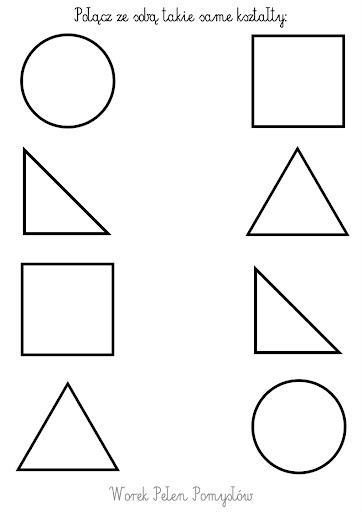 Połącz ze sobą takie same kształty:
Worek Pełen Pomysłów